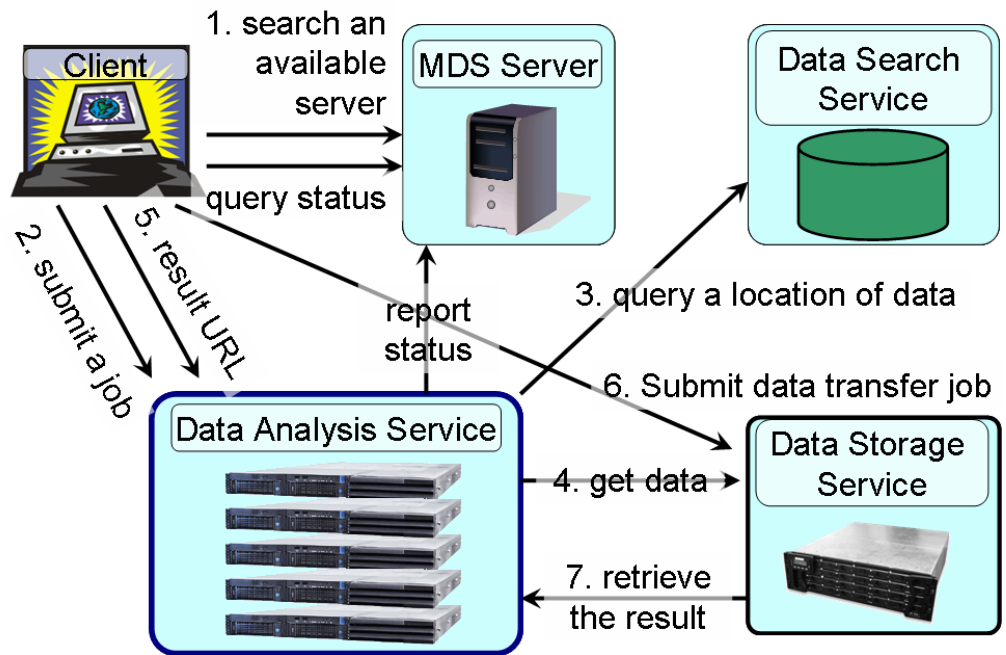 Client
1. search an
available
server
query status
MDS Server
Data Search
Service
2. submit a job
5. result URL
report
status
3. query a location of data
6. Submit data transfer job
Data Analysis Service
4. get data
Data Storage
Service
7. retrieve
the result